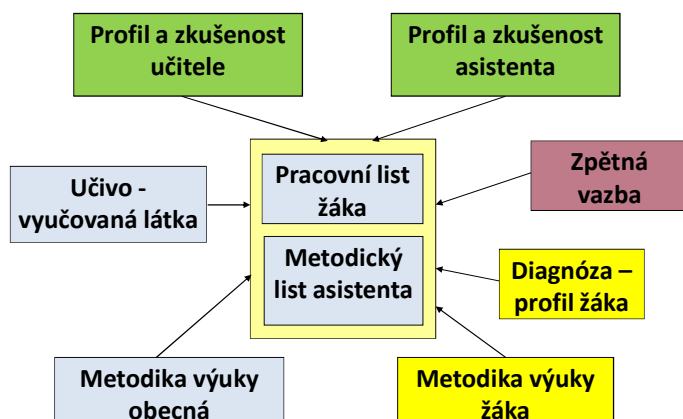 Profil a zkušenost
učitele
Profil a zkušenost
asistenta
Pracovní list
žáka
Zpětná
vazba
Učivo -
vyučovaná látka
Metodický
list asistenta
Diagnóza –
profil žáka
Metodika výuky
obecná
Metodika výuky
žáka